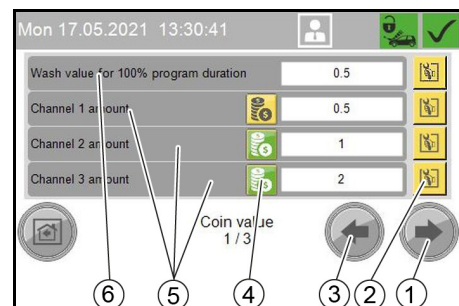 Mon 17.05.2021 13:30:41
Wash value for 100% program duration 0.5
Channel 1 amount 0.5
Channel 2 amount 1
Channel 3 amount 2
Coin value
1 / 3
6 5 4 3 2 1